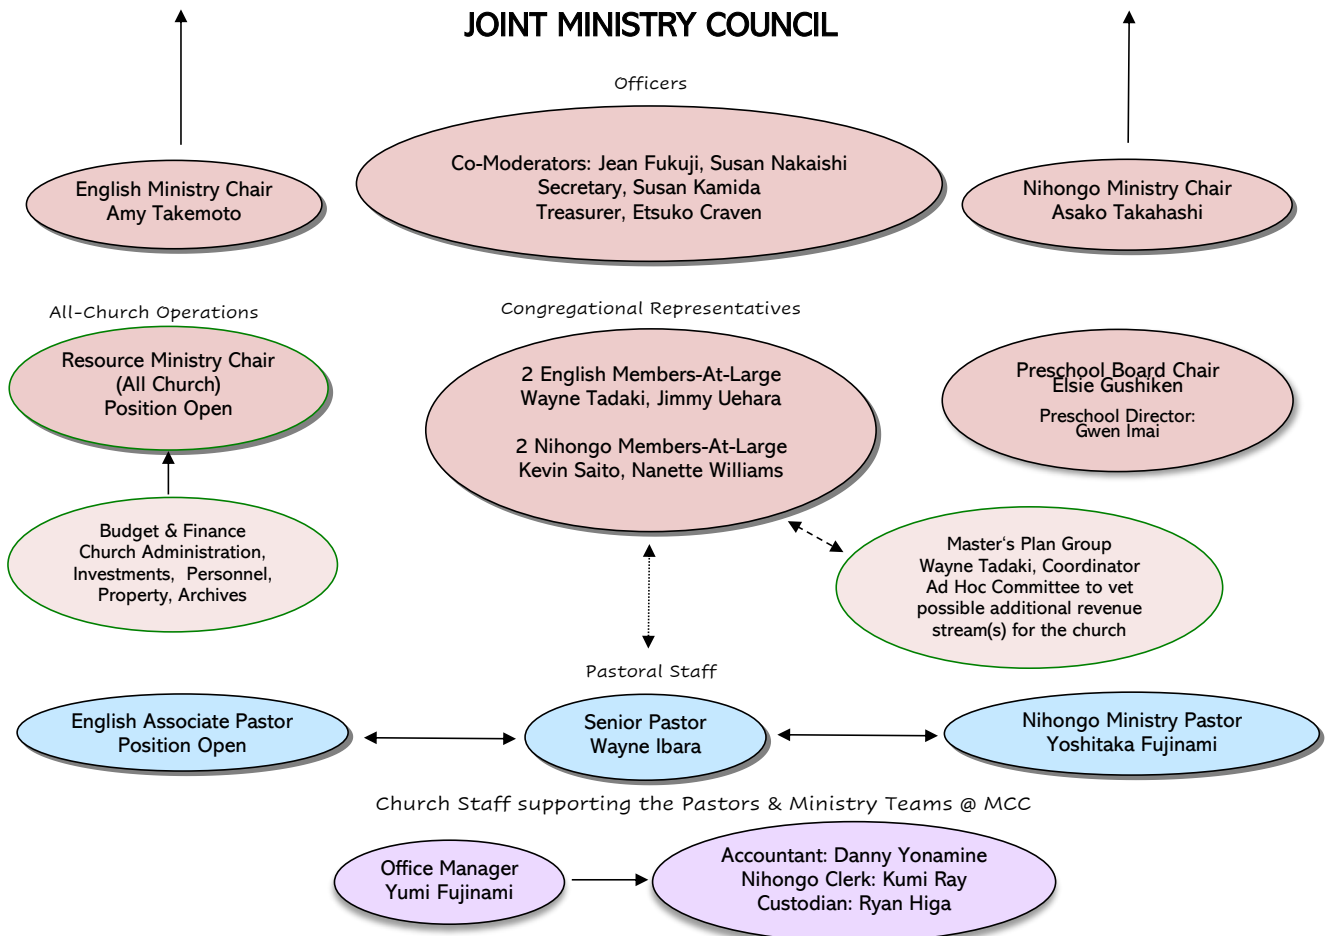 JOINT MINISTRY COUNCIL
Officers
Co-Moderators: Jean Fukuji, Susan Nakaishi
Secretary, Susan Kamida
Treasurer, Etsuko Craven
English Ministry Chair
Amy Takemoto
Nihongo Ministry Chair
Asako Takahashi
All-Church Operations
Resource Ministry Chair
(All Church)
Position Open
Congregational Representatives
2 English Members-At-Large
Wayne Tadaki, Jimmy Uehara
2 Nihongo Members-At-Large
Kevin Saito, Nanette Williams
Preschool Board Chair
Elsie Gushiken
Preschool Director:
Gwen Imai
Budget & Finance
Church Administration,
Investments, Personnel,
Property, Archives
Master's Plan Group
Wayne Tadaki, Coordinator
Ad Hoc Committee to vet
possible additional revenue
stream(s) for the church
Pastoral Staff
English Associate Pastor
Position Open
Senior Pastor
Wayne Ibara
Nihongo Ministry Pastor
Yoshitaka Fujinami
Church Staff supporting the Pastors & Ministry Teams @ MCC
Office Manager
Yumi Fujinami
Accountant: Danny Yonamine
Nihongo Clerk: Kumi Ray
Custodian: Ryan Higa